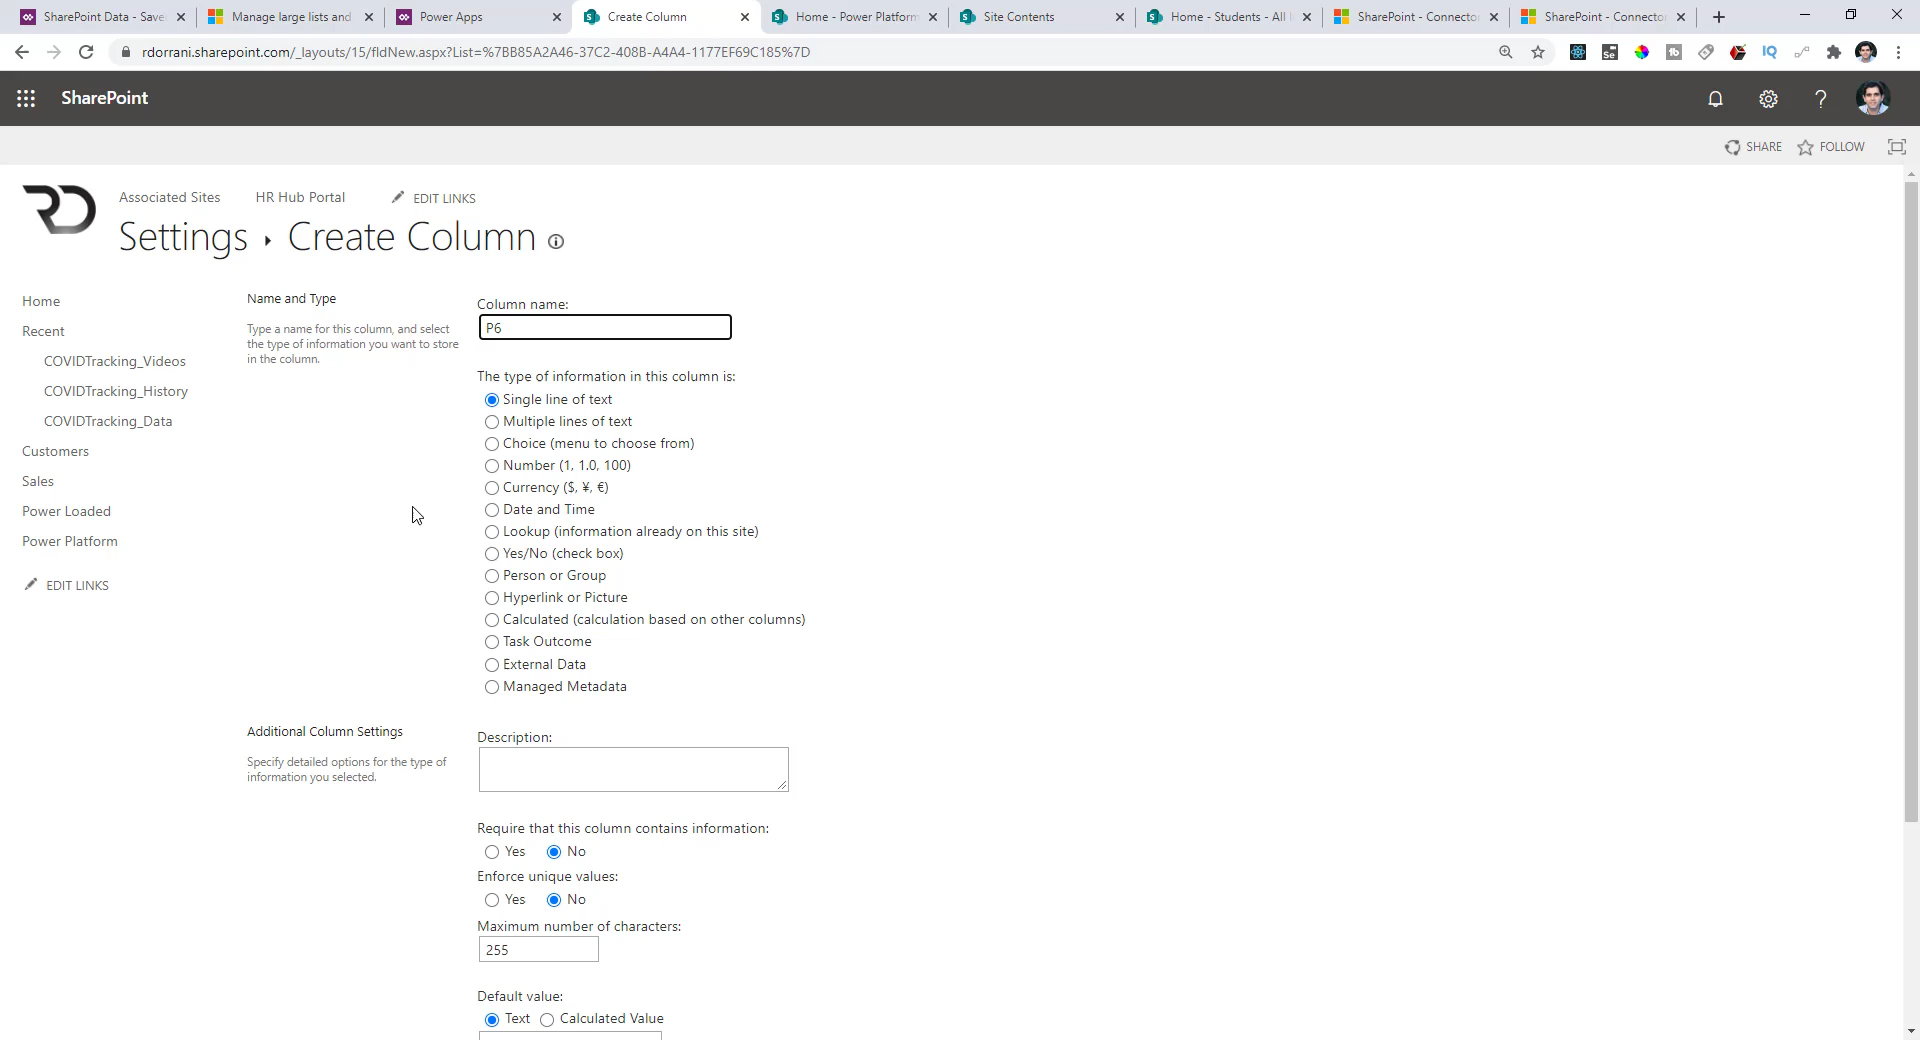 SharePoint Data - Save
Manage large lists and
Power Apps
Create Column
Home - Power Platform
Site Contents
Home - Students - All I
SharePoint - Connector
SharePoint - Connector
rdorrani.sharepoint.com/_layouts/15/fldNew.aspx?List=%7BB85A2A46-37C2-408B-A4A4-1177EF69C185%7D
Se
tb
IQ
SharePoint
?
SHARE
FOLLOW
RD
Associated Sites
HR Hub Portal
EDIT LINKS
Settings
Create Column
Home
Recent
COVIDTracking_Videos
COVIDTracking_History
COVIDTracking_Data
Customers
Sales
Power Loaded
Power Platform
EDIT LINKS
Name and Type
Type a name for this column, and select
the type of information you want to store
in the column.
Column name:
P6
The type of information in this column is:
Single line of text
Multiple lines of text
Choice (menu to choose from)
Number (1, 1.0, 100)
Currency ($, ¥, €)
Date and Time
Lookup (information already on this site)
Yes/No (check box)
Person or Group
Hyperlink or Picture
Calculated (calculation based on other columns)
Task Outcome
External Data
Managed Metadata
Additional Column Settings
Specify detailed options for the type of
information you selected.
Description:
Require that this column contains information:
Yes
No
Enforce unique values:
Yes
No
Maximum number of characters:
255
Default value:
Text
Calculated Value